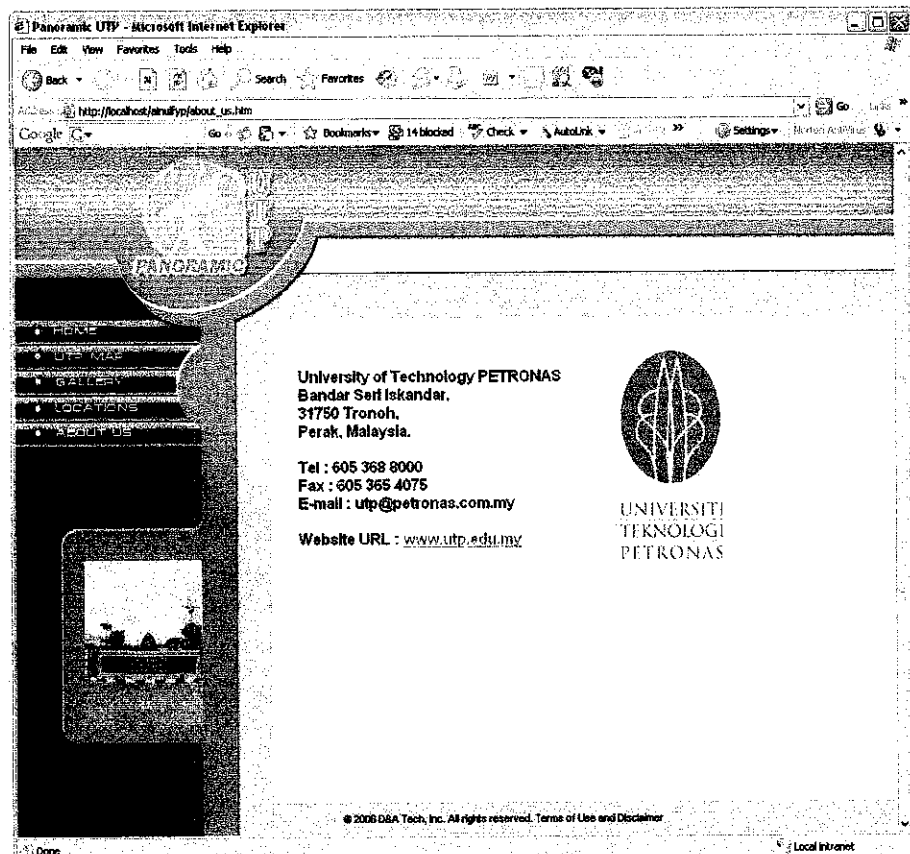 Panoramic UTP - Microsoft Internet Explorer
File Edit View Favorites Tools Help
Back Search Favorites
Address http://localhost/ainulfyp/about_us.htm Go Links
Google Go Bookmarks 14 blocked Check AutoLink Settings Norton AntiVirus
PANORAMIC
HOME
UTP MAP
GALLERY
LOCATIONS
ABOUT US
University of Technology PETRONAS
Bandar Seri Iskandar,
31750 Tronoh,
Perak, Malaysia.
Tel : 605 368 8000
Fax : 605 365 4075
E-mail : utp@petronas.com.my
Website URL : www.utp.edu.my
UNIVERSITI
TEKNOLOGI
PETRONAS
© 2006 D&A Tech, Inc. All rights reserved. Terms of Use and Disclaimer
Done Local intranet